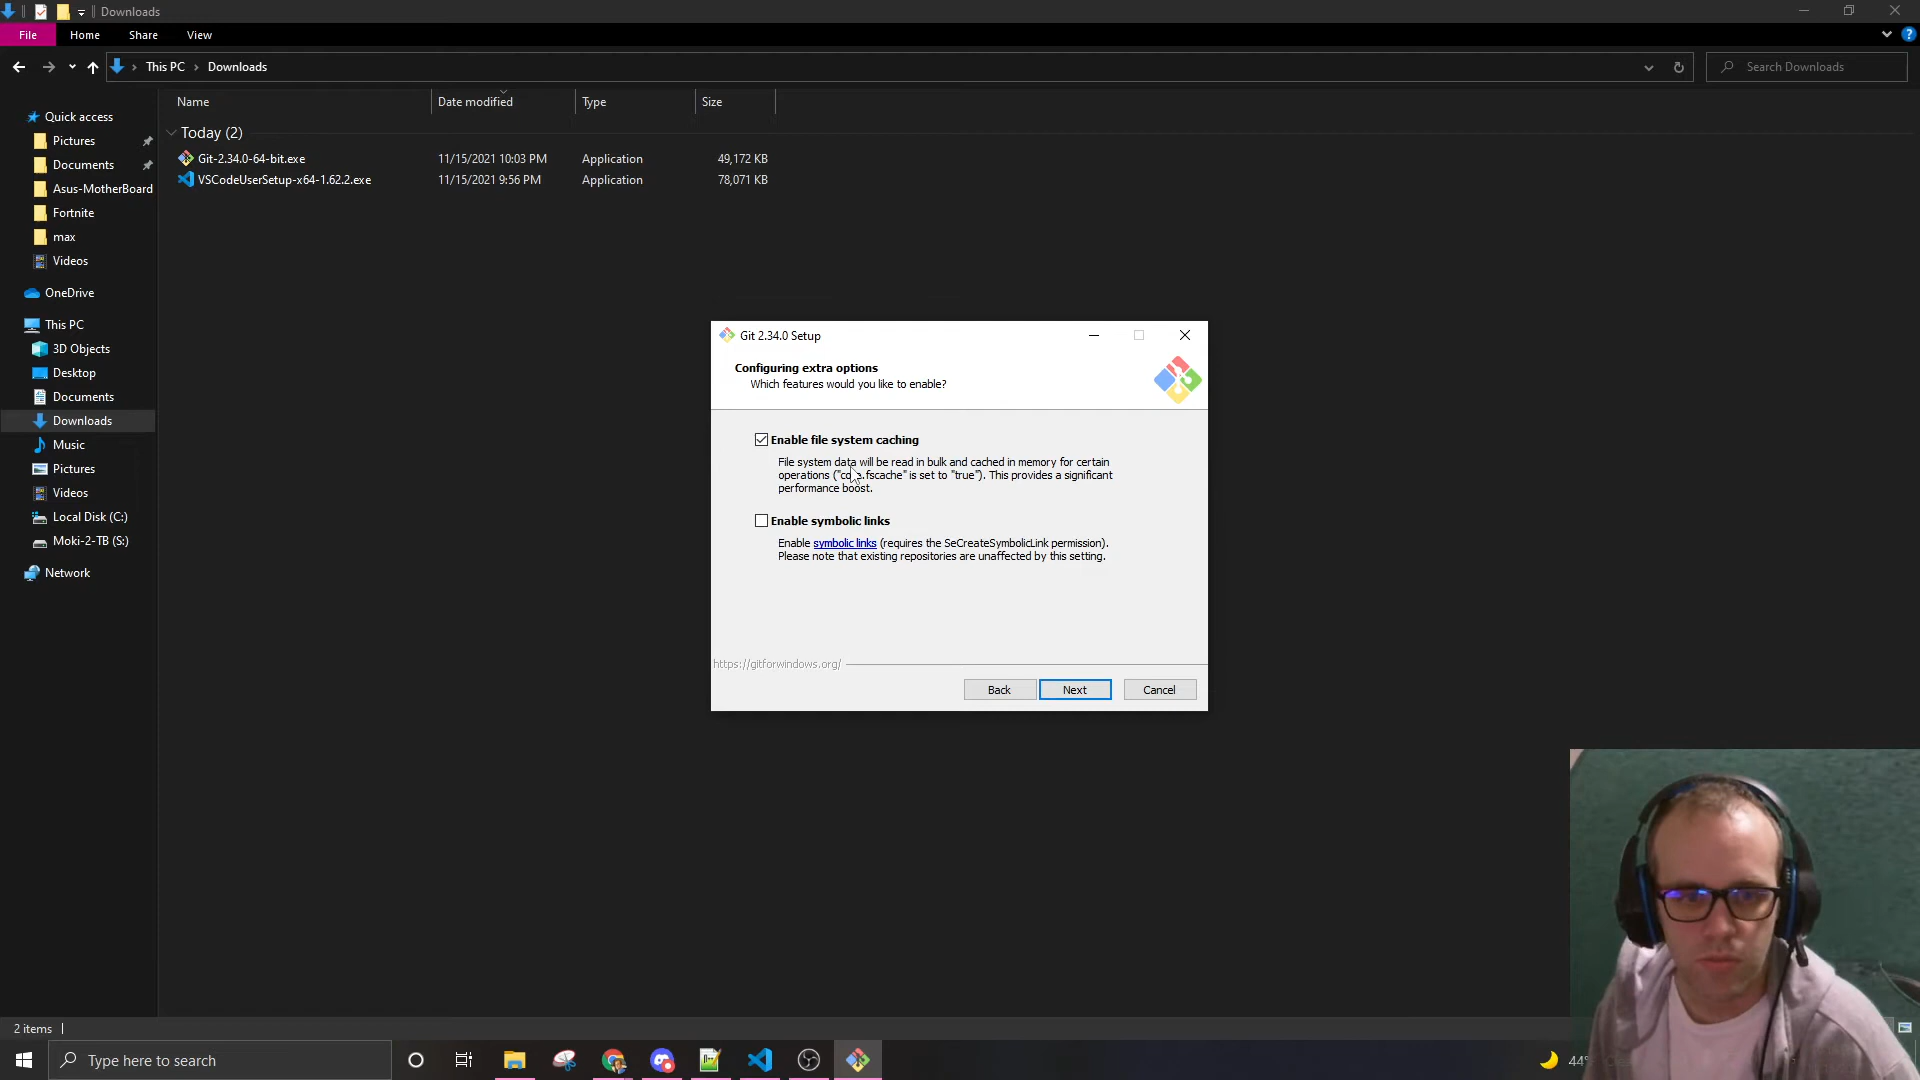 Downloads
File
Home
Share
View
This PC
Downloads
Search Downloads
Name
Date modified
Type
Size
Today (2)
Git-2.34.0-64-bit.exe
11/15/2021 10:03 PM
Application
49,172 KB
VSCodeUserSetup-x64-1.62.2.exe
11/15/2021 9:56 PM
Application
78,071 KB
Quick access
Pictures
Documents
Asus-MotherBoard
Fortnite
max
Videos
OneDrive
This PC
3D Objects
Desktop
Documents
Downloads
Music
Pictures
Videos
Local Disk (C:)
Moki-2-TB (S:)
Network
Git 2.34.0 Setup
Configuring extra options
Which features would you like to enable?
Enable file system caching
File system data will be read in bulk and cached in memory for certain
operations ("core.fscache" is set to "true"). This provides a significant
performance boost.
Enable symbolic links
Enable symbolic links (requires the SeCreateSymbolicLink permission).
Please note that existing repositories are unaffected by this setting.
https://gitforwindows.org/
Back
Next
Cancel
2 items
Type here to search
44°